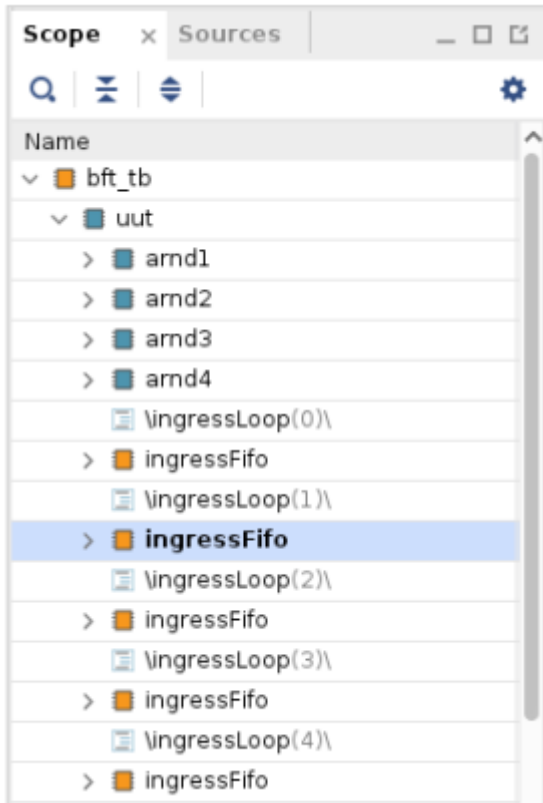 Scope Sources
Name
bft_tb
uut
arnd1
arnd2
arnd3
arnd4
\ingressLoop(0)\
ingressFifo
\ingressLoop(1)\
ingressFifo
\ingressLoop(2)\
ingressFifo
\ingressLoop(3)\
ingressFifo
\ingressLoop(4)\
ingressFifo